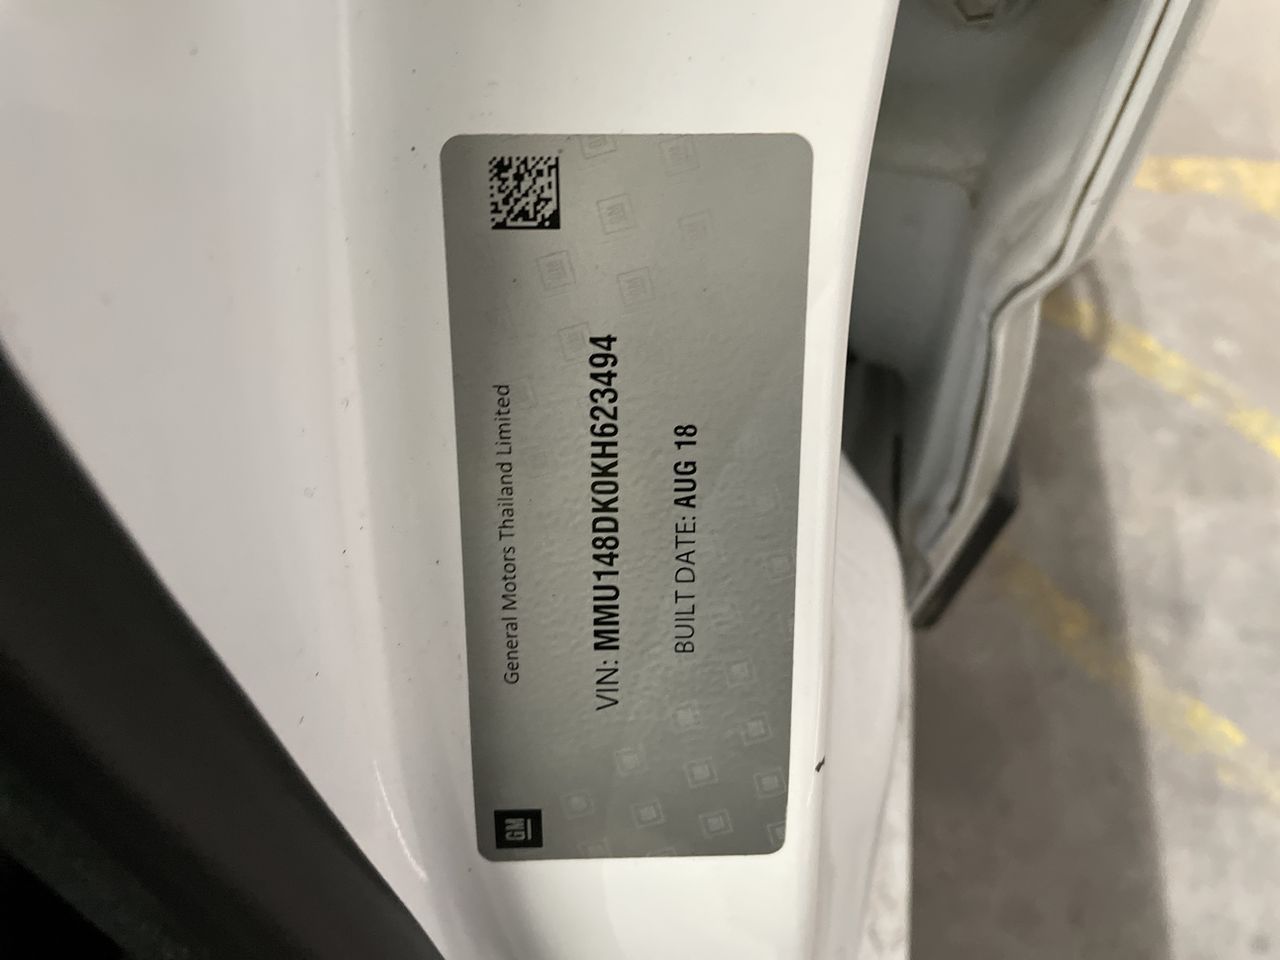 GM
General Motors Thailand Limited
VIN: MMU148DK0KH623494
BUILT DATE: AUG 18